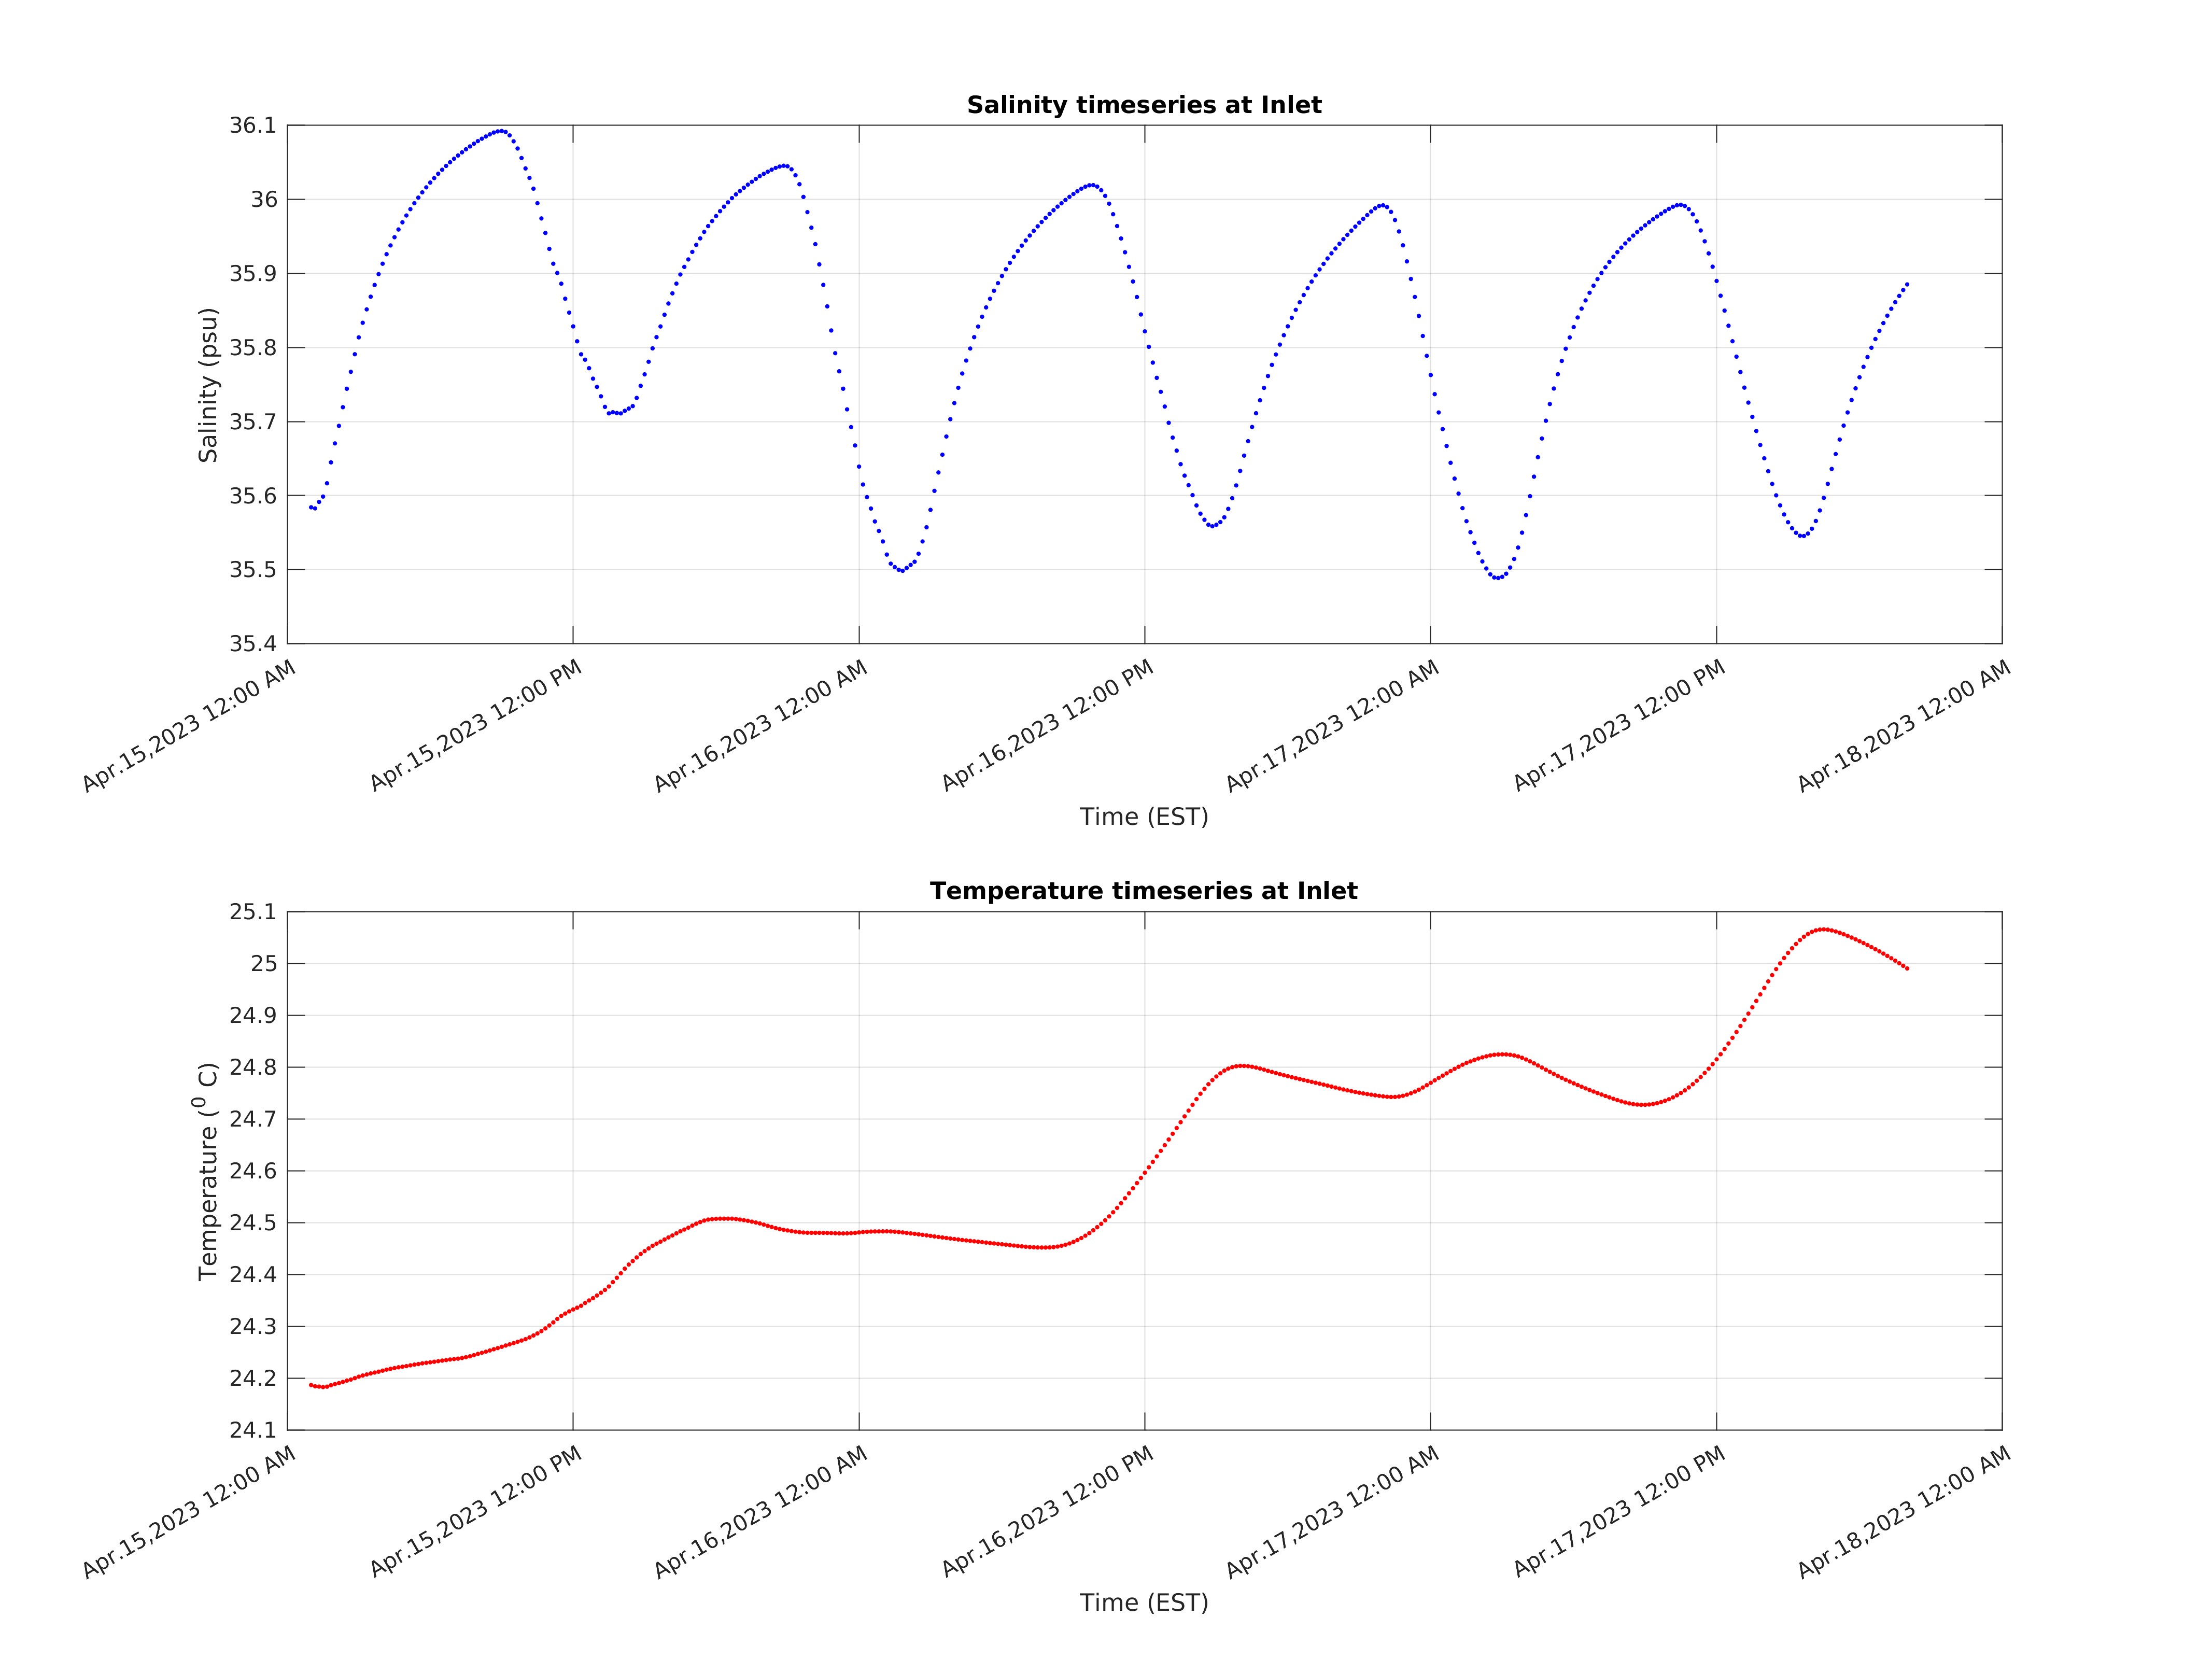 Salinity timeseries at Inlet
Salinity (psu)
36.1
36
35.9
35.8
35.7
35.6
35.5
35.4
Apr.15,2023 12:00 AM
Apr.15,2023 12:00 PM
Apr.16,2023 12:00 AM
Apr.16,2023 12:00 PM
Apr.17,2023 12:00 AM
Apr.17,2023 12:00 PM
Apr.18,2023 12:00 AM
Time (EST)
Temperature timeseries at Inlet
Temperature (⁰ C)
25.1
25
24.9
24.8
24.7
24.6
24.5
24.4
24.3
24.2
24.1
Apr.15,2023 12:00 AM
Apr.15,2023 12:00 PM
Apr.16,2023 12:00 AM
Apr.16,2023 12:00 PM
Apr.17,2023 12:00 AM
Apr.17,2023 12:00 PM
Apr.18,2023 12:00 AM
Time (EST)